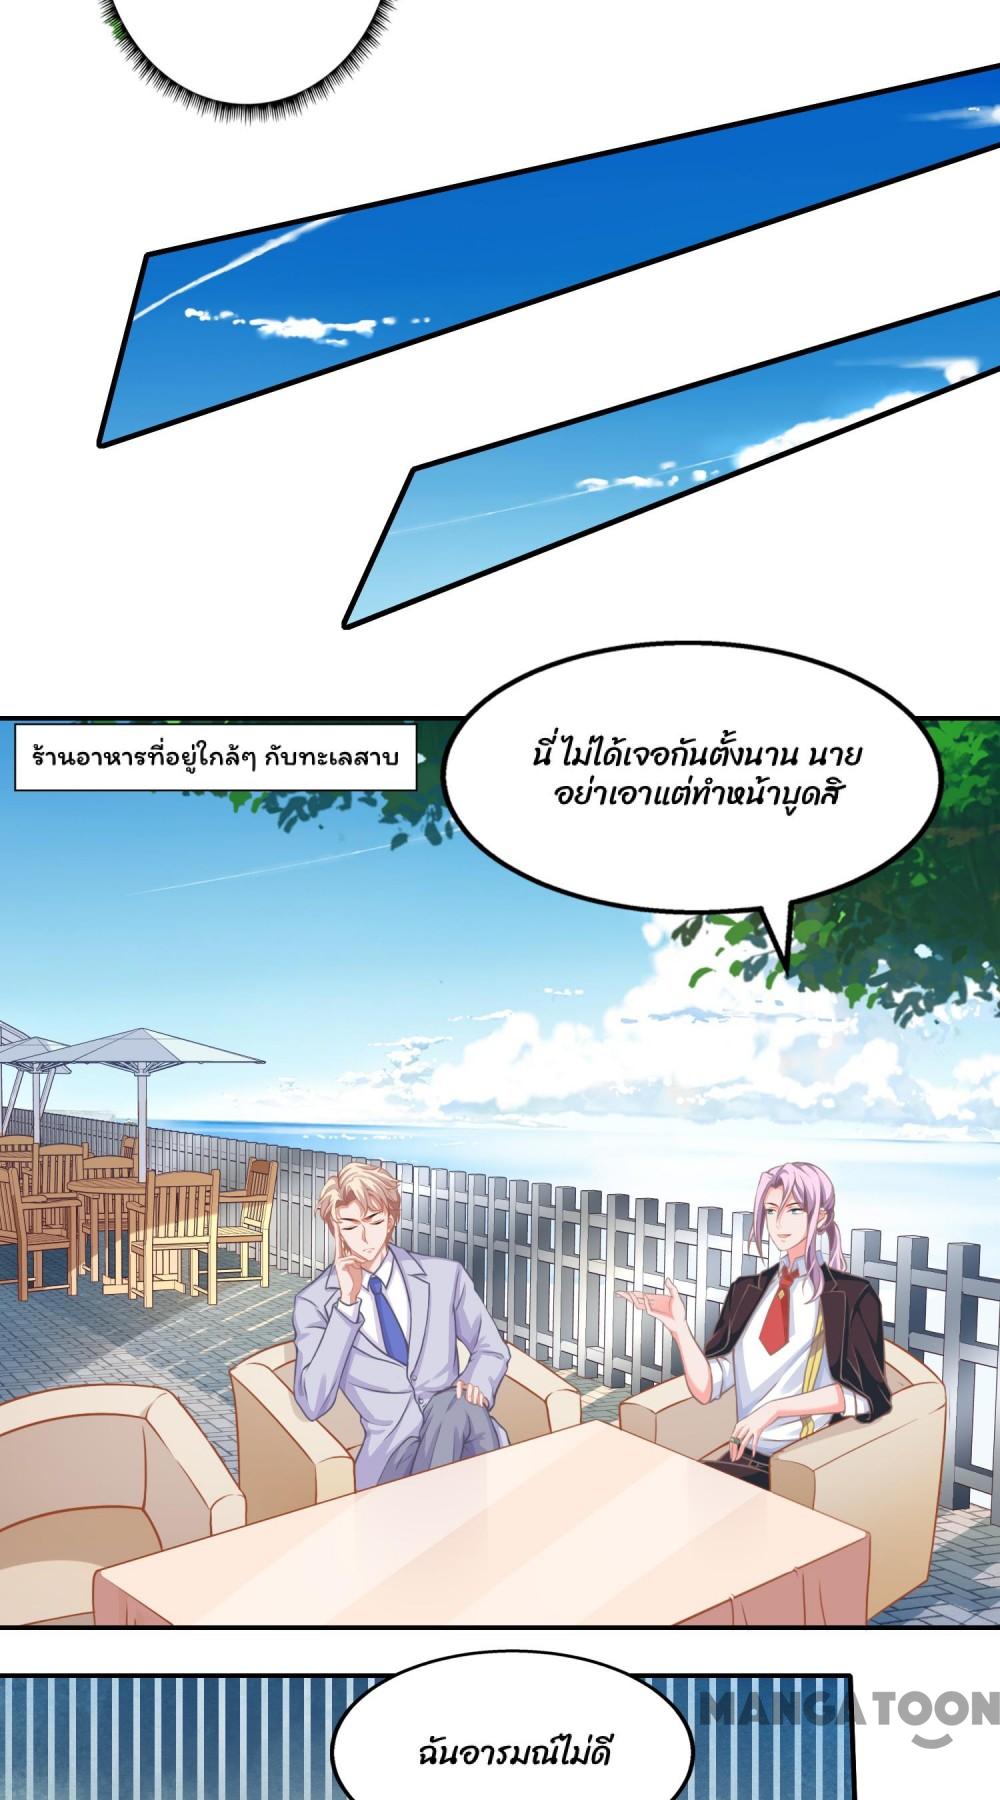 ร้านอาหารที่อยู่ใกล้ๆ กับทะเลสาบ
นี่ ไม่ได้เจอกันตั้งนาน นาย
อย่าเอาแต่ทำหน้าบูดสิ
MANGATOON
ฉันอารมณ์ไม่ดี